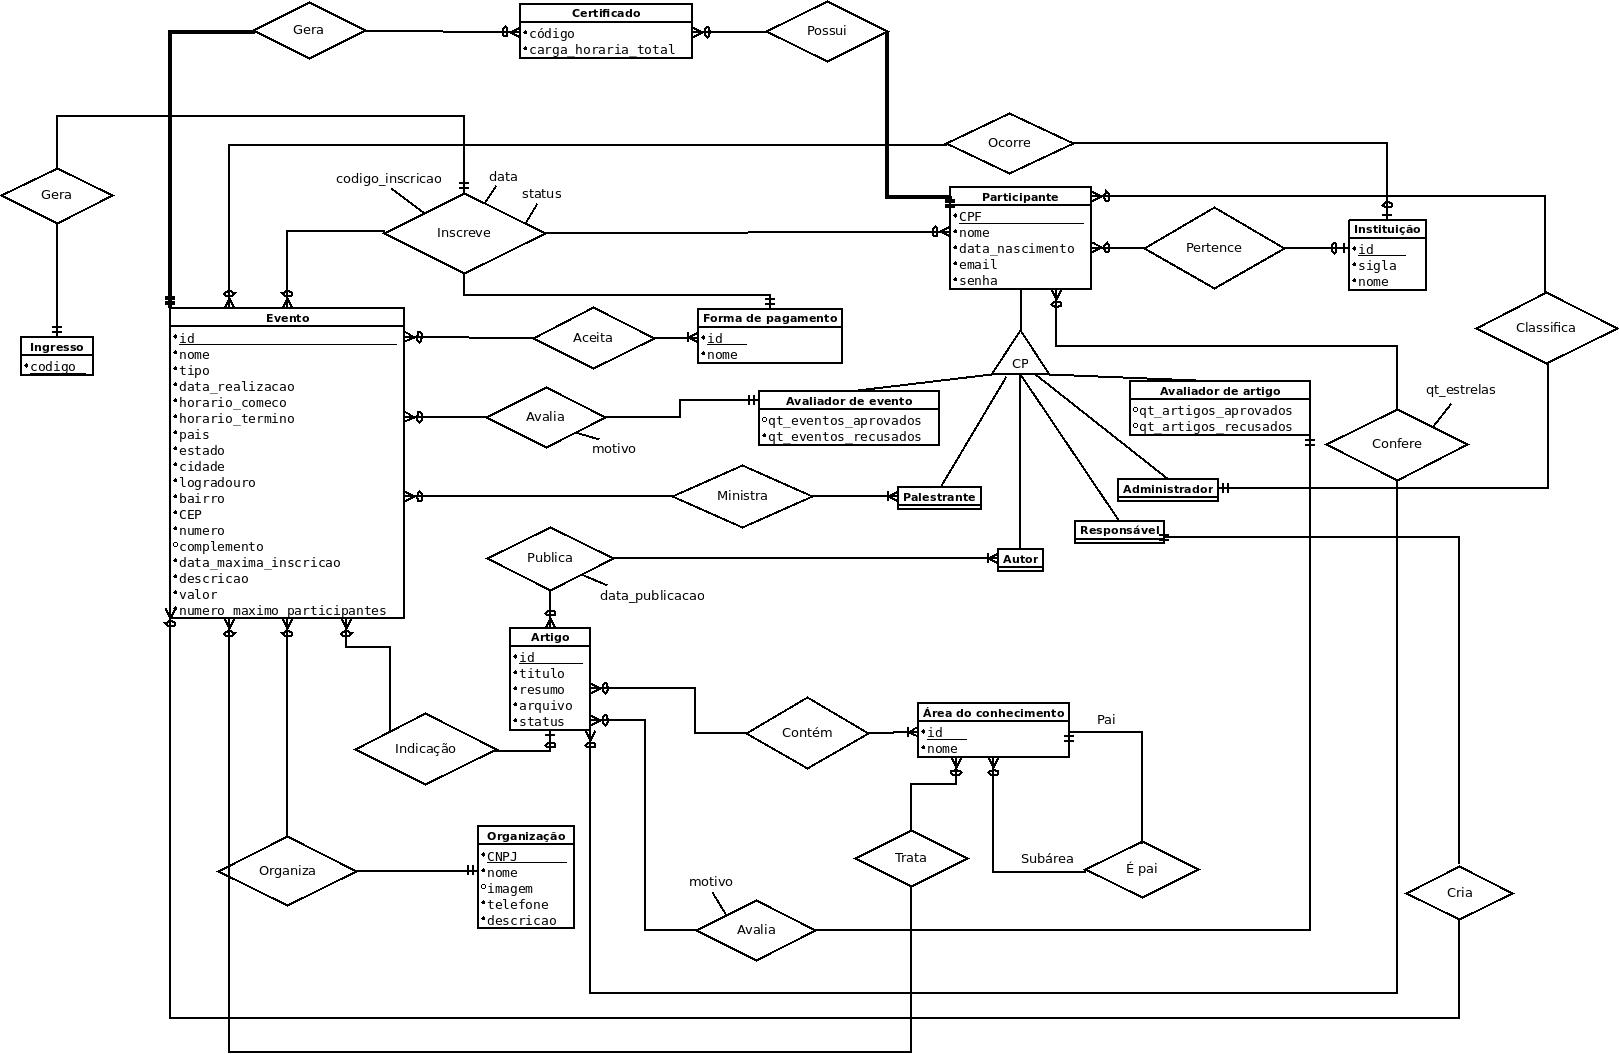 Gera
Certificado
código
carga_horaria_total
Possui
Ocorre
Gera
codigo_inscricao
data
status
Inscreve
Participante
CPF
nome
data_nascimento
email
senha
Pertence
Instituição
id
sigla
nome
Classifica
Ingresso
codigo
Evento
id
nome
tipo
data_realizacao
horario_comeco
horario_termino
pais
estado
cidade
logradouro
bairro
CEP
numero
complemento
data_maxima_inscricao
descricao
valor
numero_maximo_participantes
Aceita
Forma de pagamento
id
nome
CP
Avalia
motivo
Avaliador de evento
qt_eventos_aprovados
qt_eventos_recusados
Avaliador de artigo
qt_artigos_aprovados
qt_artigos_recusados
qt_estrelas
Confere
Ministra
Palestrante
Administrador
Responsável
Publica
data_publicacao
Autor
Artigo
id
titulo
resumo
arquivo
status
Indicação
Contém
Área do conhecimento
id
nome
Pai
Organiza
Organização
CNPJ
nome
imagem
telefone
descricao
Trata
Subárea
É pai
motivo
Avalia
Cria